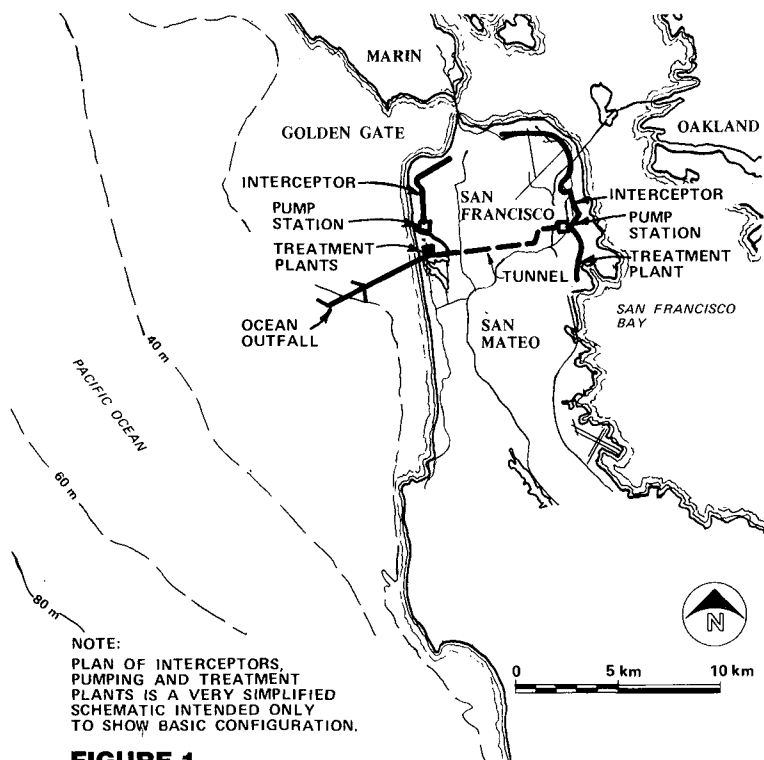 MARIN
GOLDEN GATE
OAKLAND
INTERCEPTOR
SAN
FRANCISCO
INTERCEPTOR
PUMP
STATION
PUMP
STATION
TREATMENT
PLANTS
TUNNEL
TREATMENT
PLANT
OCEAN
OUTFALL
SAN
MATEO
SAN FRANCISCO
BAY
40 m
PACIFIC OCEAN
60 m
80 m
N
NOTE:
PLAN OF INTERCEPTORS,
PUMPING AND TREATMENT
PLANTS IS A VERY SIMPLIFIED
SCHEMATIC INTENDED ONLY
TO SHOW BASIC CONFIGURATION.
0 5 km 10 km
FIGURE 1